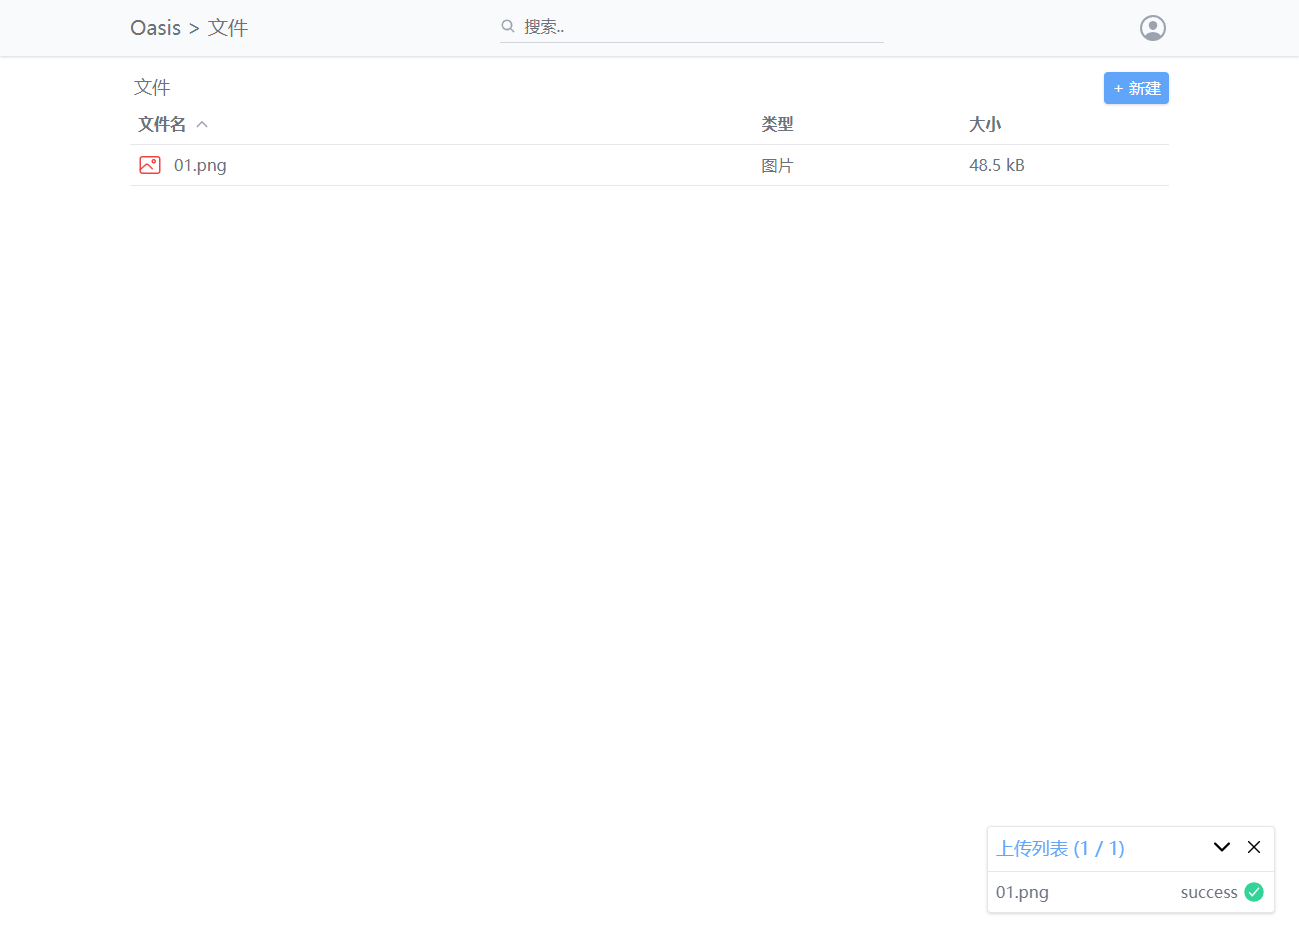 Oasis > 文件
搜索..
文件
+ 新建
文件名 类型 大小
01.png 图片 48.5 kB
上传列表 (1 / 1)
01.png success